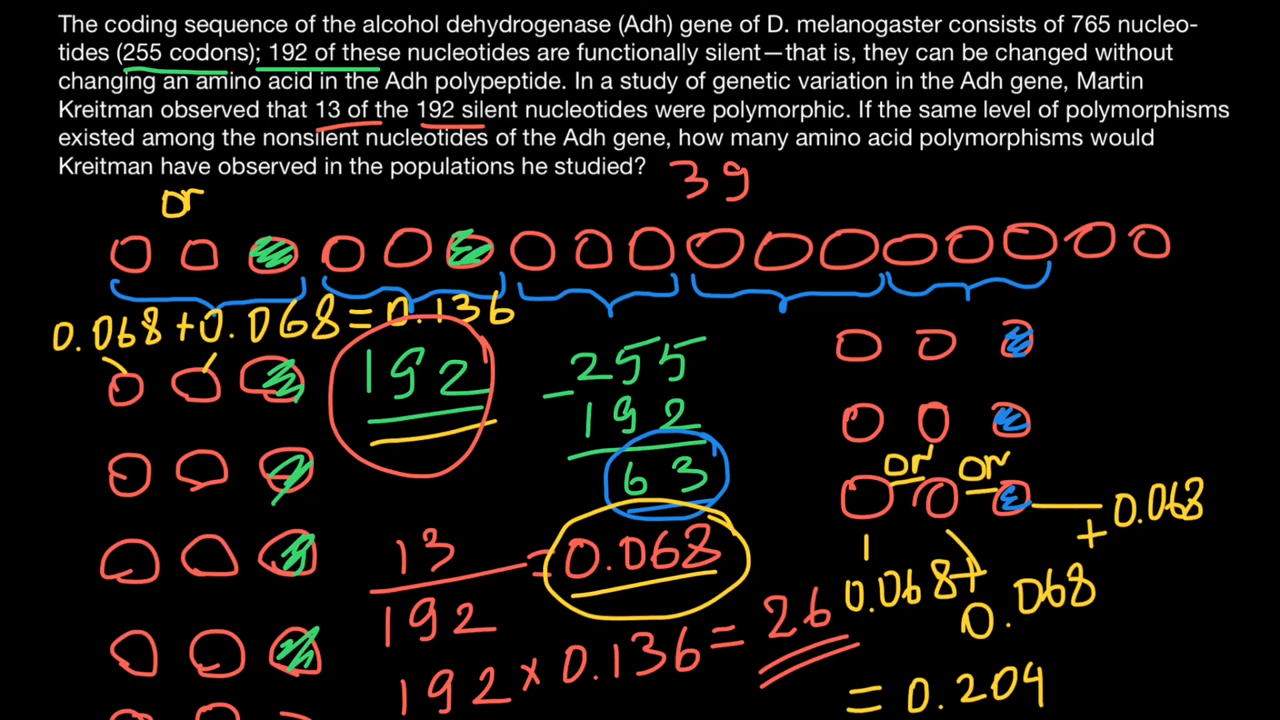 The coding sequence of the alcohol dehydrogenase (Adh) gene of D. melanogaster consists of 765 nucleo-
tides (255 codons); 192 of these nucleotides are functionally silent—that is, they can be changed without
changing an amino acid in the Adh polypeptide. In a study of genetic variation in the Adh gene, Martin
Kreitman observed that 13 of the 192 silent nucleotides were polymorphic. If the same level of polymorphisms
existed among the nonsilent nucleotides of the Adh gene, how many amino acid polymorphisms would
Kreitman have observed in the populations he studied?
39
or
0.068 + 0.068 = 0.136
192
255
- 192
63
or or
0.068
+
13
192
= 0.068
0.068 +
0.068
192 x 0.136 = 26
= 0.204